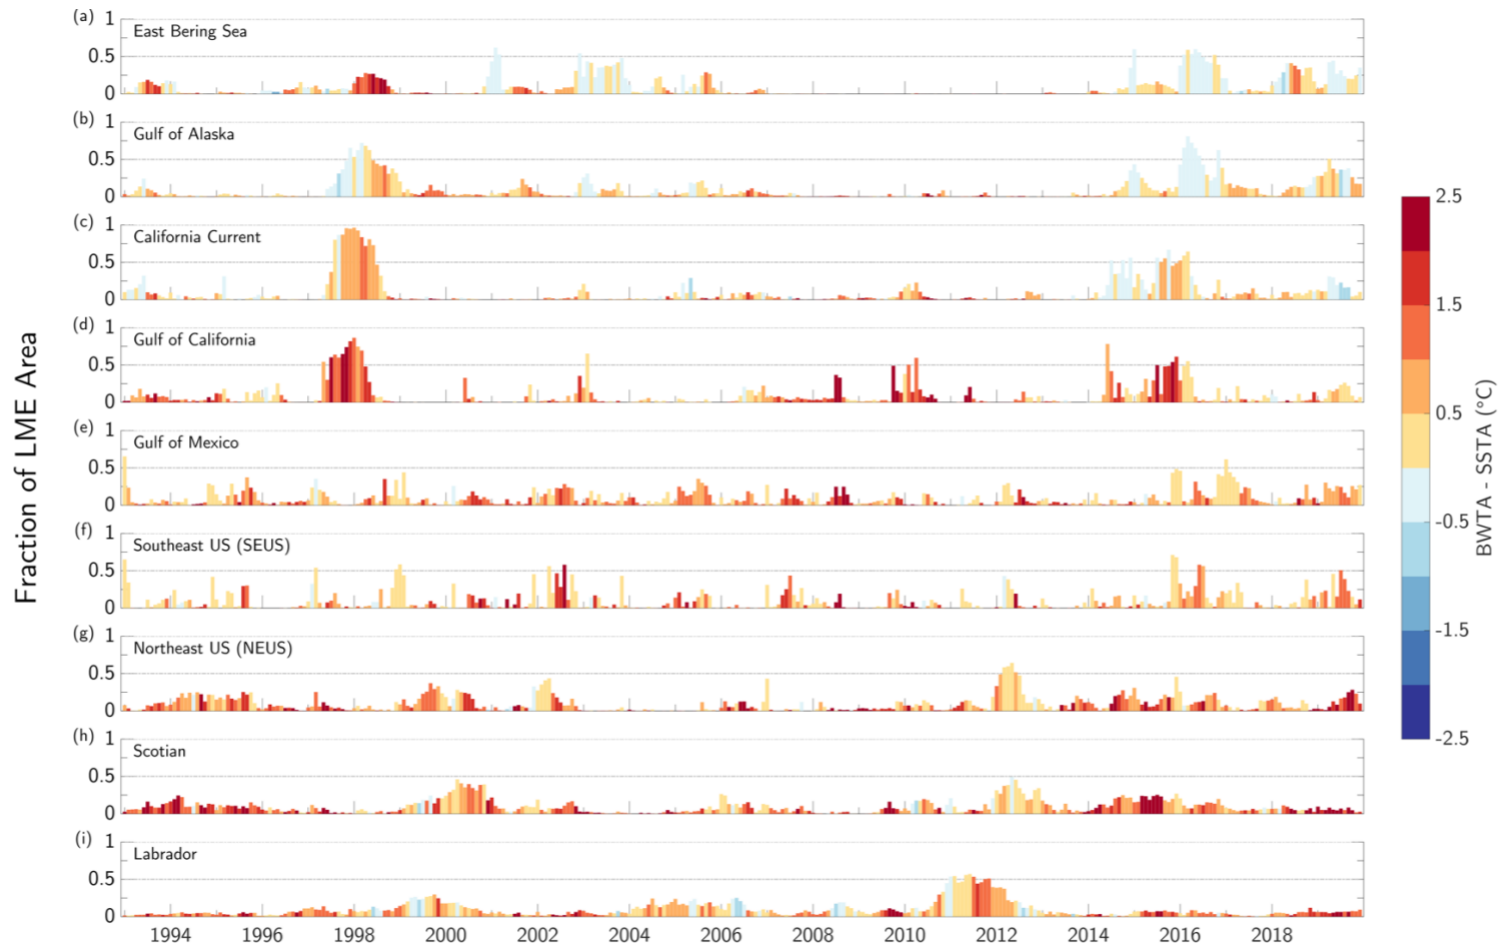 (a) 1
East Bering Sea
0.5
0
(b) 1
Gulf of Alaska
0.5
0
(c) 1
California Current
0.5
0
(d) 1
Gulf of California
0.5
0
(e) 1
Gulf of Mexico
0.5
0
(f) 1
Southeast US (SEUS)
0.5
0
(g) 1
Northeast US (NEUS)
0.5
0
(h) 1
Scotian
0.5
0
(i) 1
Labrador
0.5
0
1994 1996 1998 2000 2002 2004 2006 2008 2010 2012 2014 2016 2018
Fraction of LME Area
2.5
1.5
0.5
-0.5
-1.5
-2.5
BWTA - SSTA (°C)